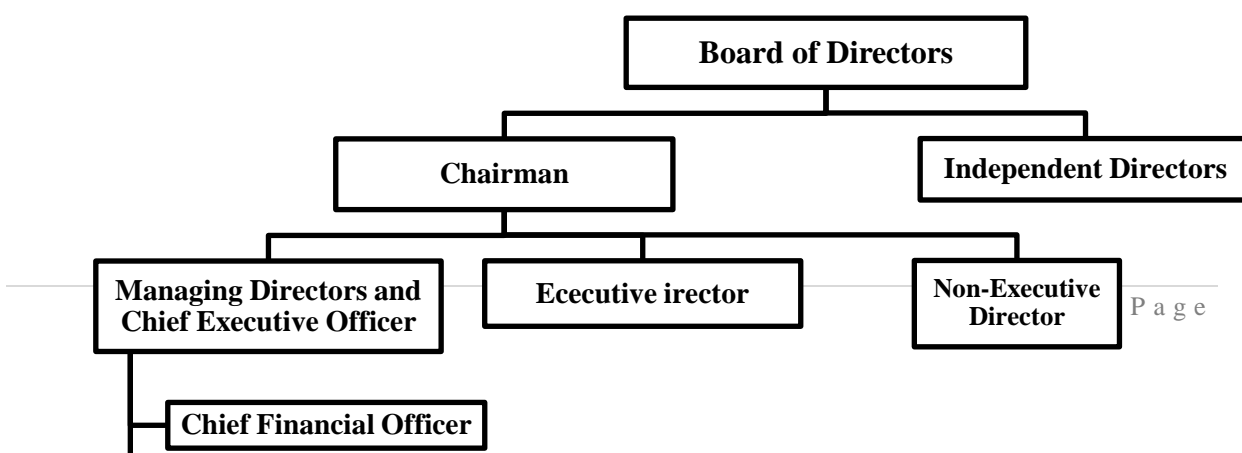 Board of Directors
Chairman
Independent Directors
Managing Directors and
Chief Executive Officer
Ececutive irector
Non-Executive
Director
Page
Chief Financial Officer